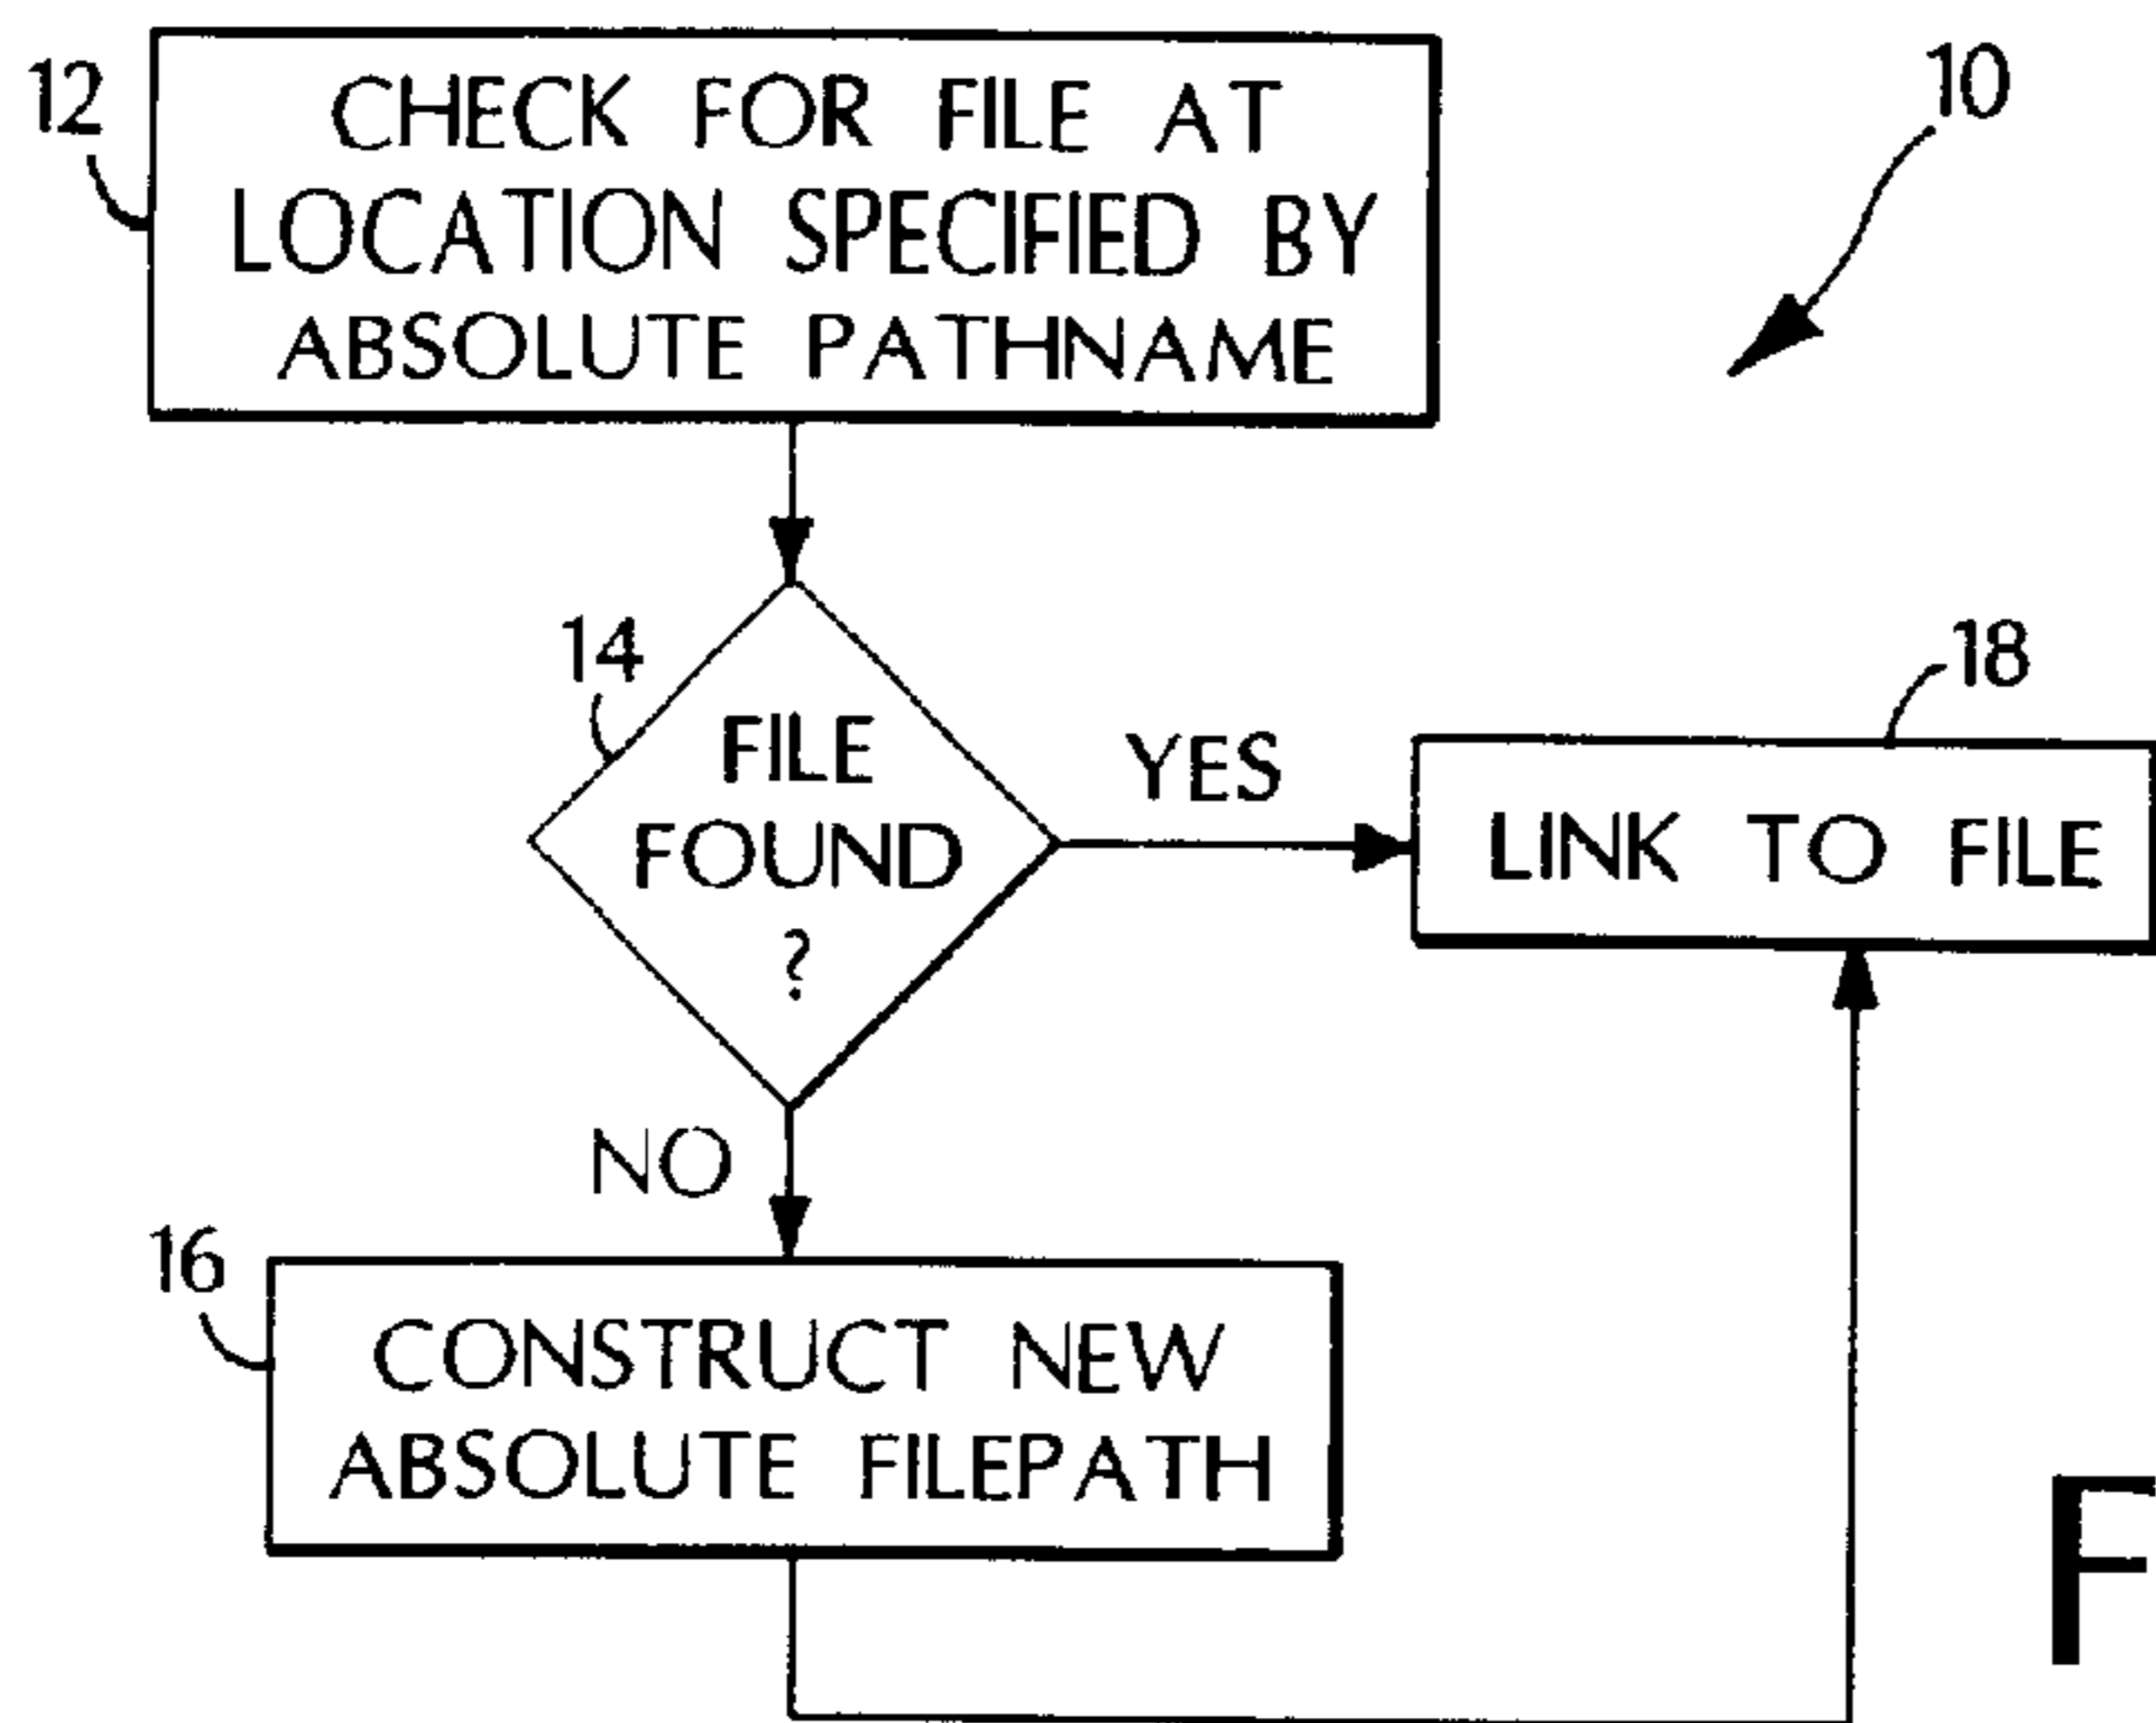 12
CHECK FOR FILE AT
LOCATION SPECIFIED BY
ABSOLUTE PATHNAME
10
14
FILE
FOUND
?
YES
18
LINK TO FILE
NO
16
CONSTRUCT NEW
ABSOLUTE FILEPATH
F